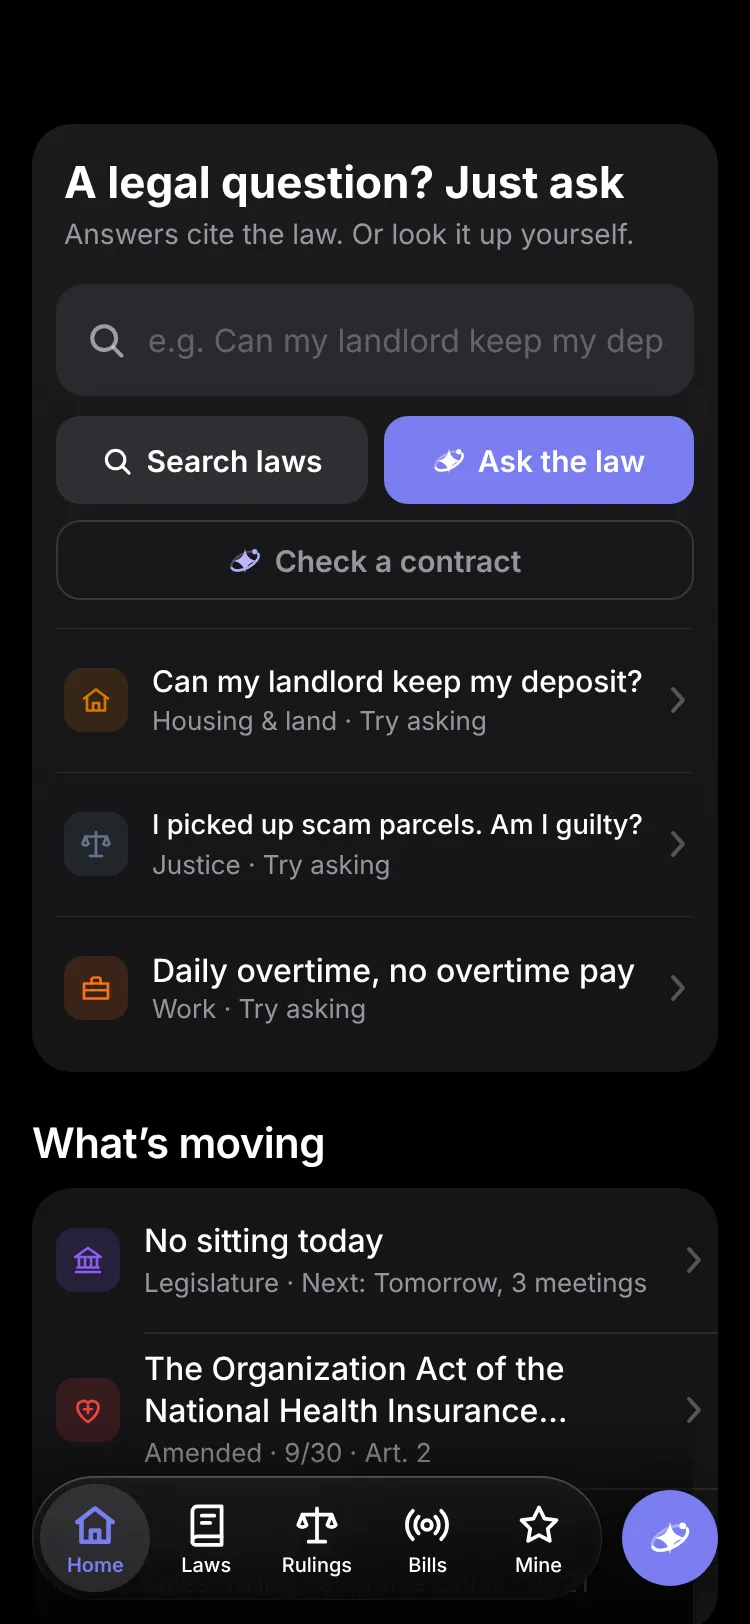 A legal question? Just ask
Answers cite the law. Or look it up yourself.
e.g. Can my landlord keep my dep
Search laws
Ask the law
Check a contract
Can my landlord keep my deposit?
Housing & land · Try asking
I picked up scam parcels. Am I guilty?
Justice · Try asking
Daily overtime, no overtime pay
Work · Try asking
What’s moving
No sitting today
Legislature · Next: Tomorrow, 3 meetings
The Organization Act of the
National Health Insurance...
Amended · 9/30 · Art. 2
Home
Laws
Rulings
Bills
Mine